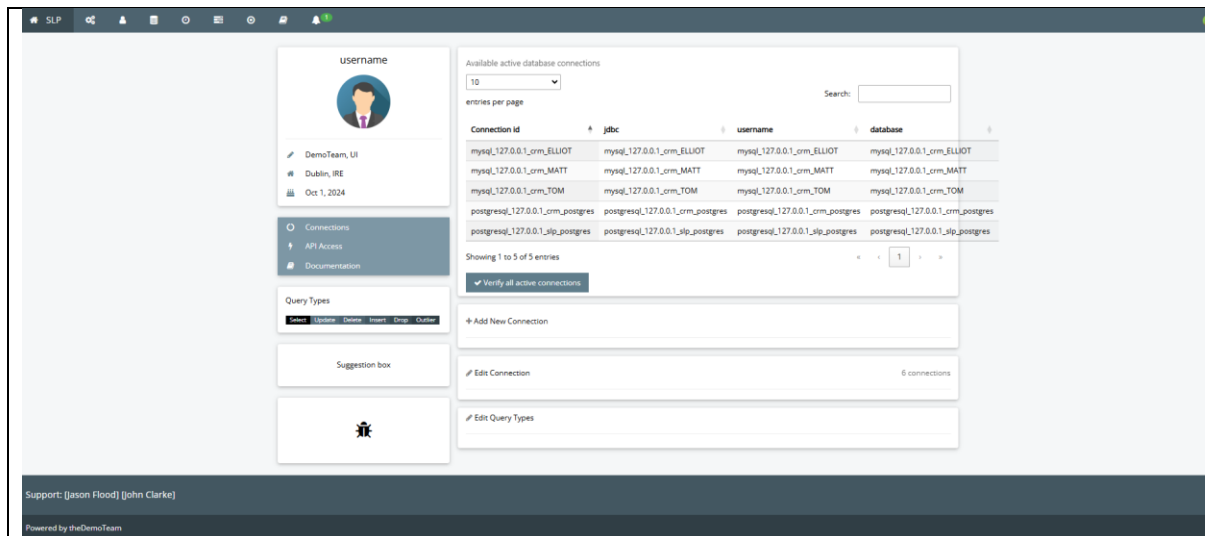 SLP
1
username
DemoTeam, UI
Dublin, IRE
Oct 1, 2024
Connections
API Access
Documentation
Query Types
Select Update Delete Insert Drop Outlier
Suggestion box
Available active database connections
10
entries per page
Search:
Connection id jdbc username database
mysql_127.0.0.1_crm_ELLIOT mysql_127.0.0.1_crm_ELLIOT mysql_127.0.0.1_crm_ELLIOT mysql_127.0.0.1_crm_ELLIOT
mysql_127.0.0.1_crm_MATT mysql_127.0.0.1_crm_MATT mysql_127.0.0.1_crm_MATT mysql_127.0.0.1_crm_MATT
mysql_127.0.0.1_crm_TOM mysql_127.0.0.1_crm_TOM mysql_127.0.0.1_crm_TOM mysql_127.0.0.1_crm_TOM
postgresql_127.0.0.1_crm_postgres postgresql_127.0.0.1_crm_postgres postgresql_127.0.0.1_crm_postgres postgresql_127.0.0.1_crm_postgres
postgresql_127.0.0.1_slp_postgres postgresql_127.0.0.1_slp_postgres postgresql_127.0.0.1_slp_postgres postgresql_127.0.0.1_slp_postgres
Showing 1 to 5 of 5 entries « ‹ 1 › »
✔ Verify all active connections
+ Add New Connection
Edit Connection 6 connections
Edit Query Types
Support: [Jason Flood] [John Clarke]
Powered by theDemoTeam